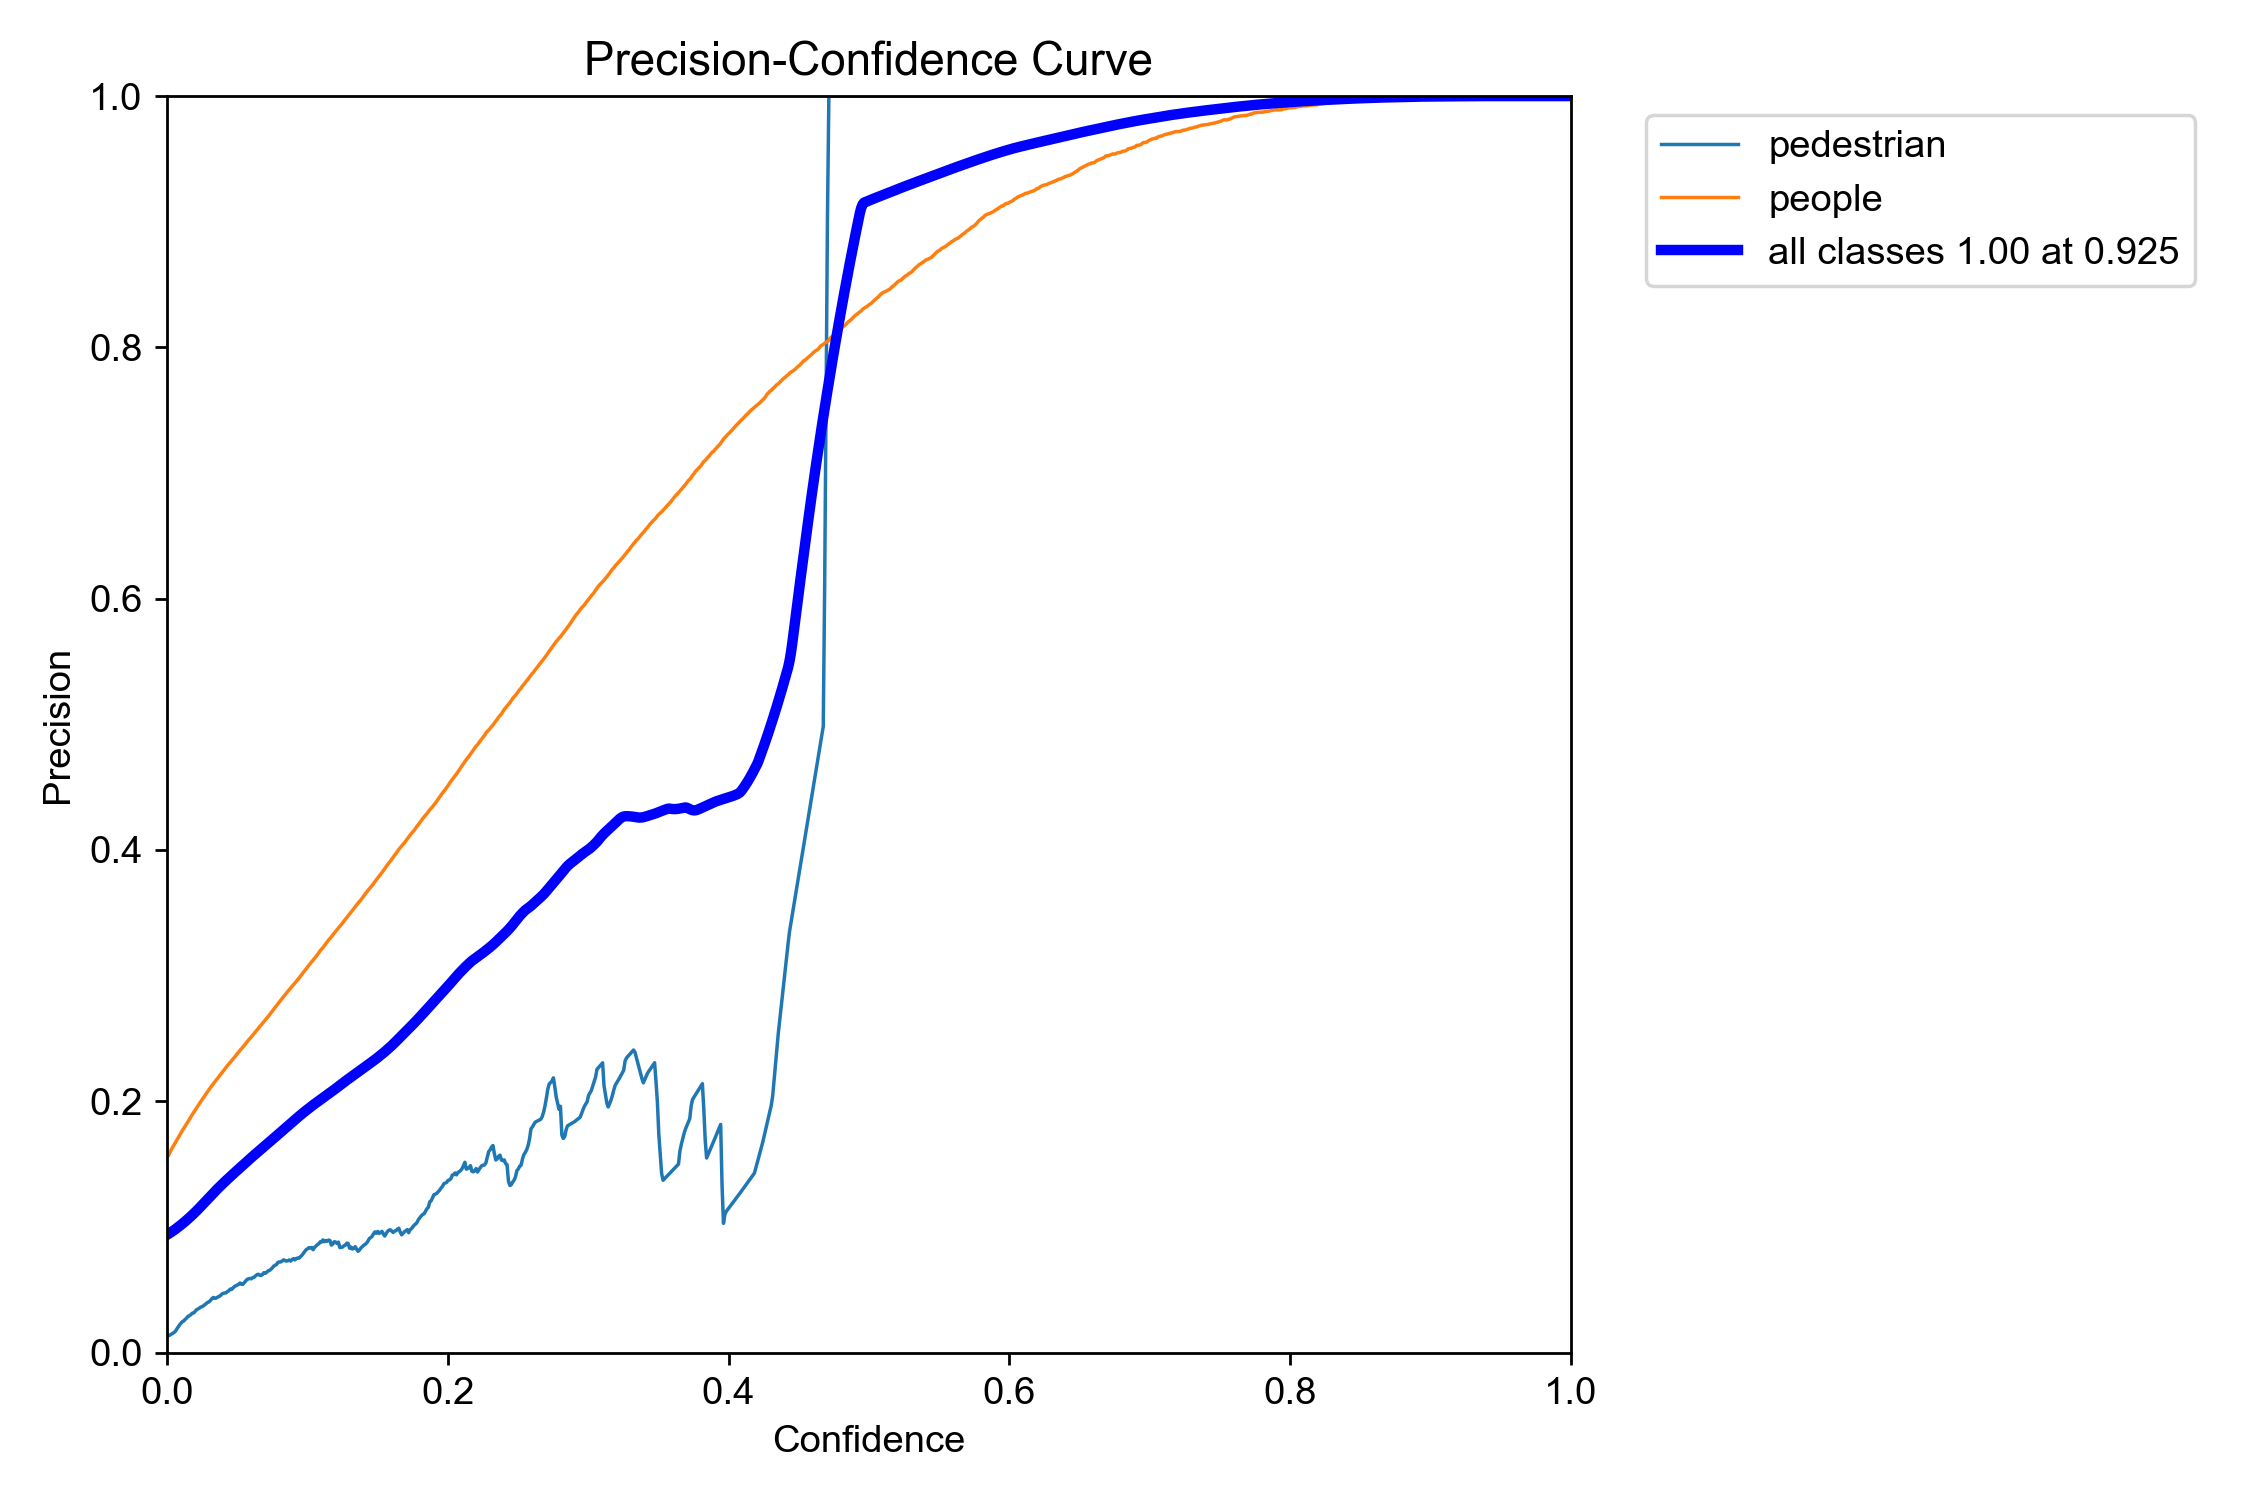 Precision-Confidence Curve
1.0
0.8
0.6
0.4
0.2
0.0
Precision
0.0 0.2 0.4 0.6 0.8 1.0
Confidence
pedestrian
people
all classes 1.00 at 0.925